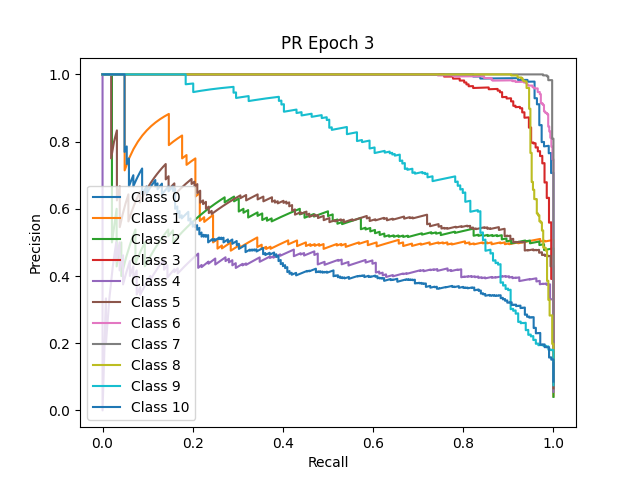 PR Epoch 3
1.0
0.8
0.6
0.4
0.2
0.0
Precision
Class 0
Class 1
Class 2
Class 3
Class 4
Class 5
Class 6
Class 7
Class 8
Class 9
Class 10
0.0 0.2 0.4 0.6 0.8 1.0
Recall